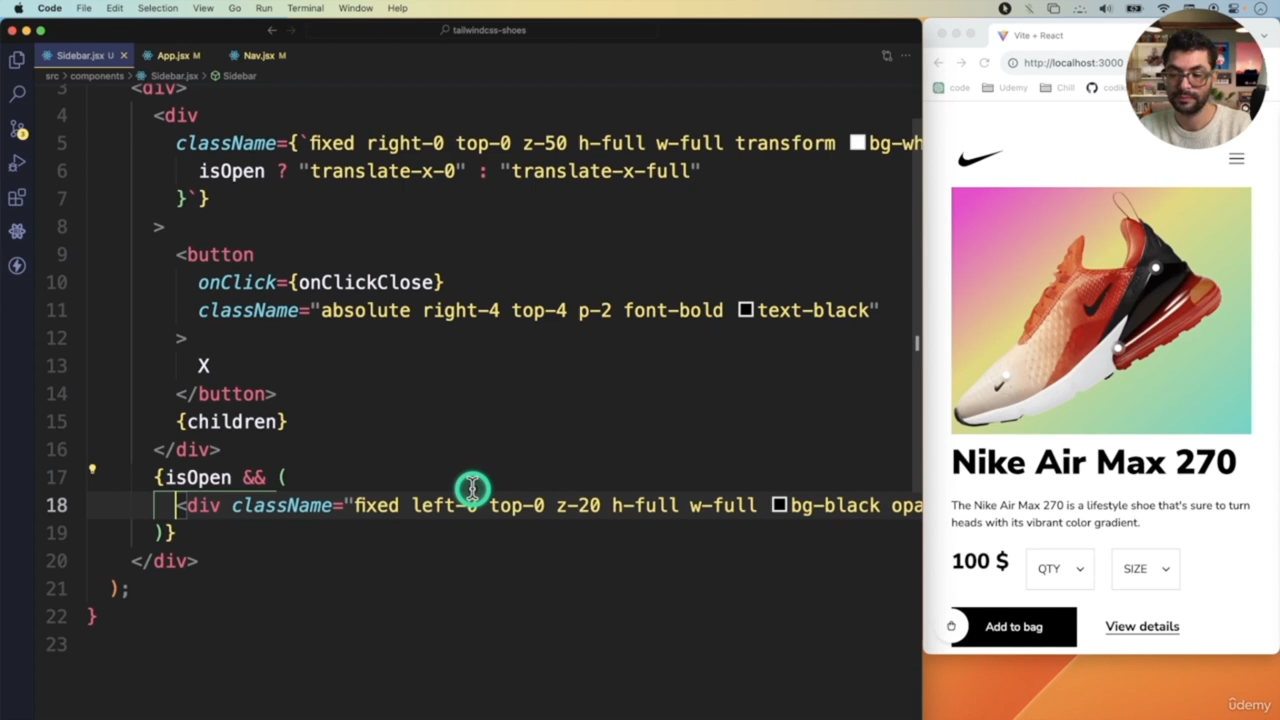 Code File Edit Selection View Go Run Terminal Window Help
tailwindcss-shoes
Sidebar.jsx U App.jsx M Nav.jsx M
src components Sidebar.jsx Sidebar
3 <div>
4 <div
5 className={`fixed right-0 top-0 z-50 h-full w-full transform bg-wh
6 isOpen ? "translate-x-0" : "translate-x-full"
7 }`}
8 >
9 <button
10 onClick={onClickClose}
11 className="absolute right-4 top-4 p-2 font-bold text-black"
12 >
13 X
14 </button>
15 {children}
16 </div>
17 {isOpen && (
18 <div className="fixed left-0 top-0 z-20 h-full w-full bg-black opa
19 )}
20 </div>
21 );
22 }
23
Vite + React
http://localhost:3000
code Udemy Chill
Nike Air Max 270
The Nike Air Max 270 is a lifestyle shoe that's sure to turn
heads with its vibrant color gradient.
100 $ QTY SIZE
Add to bag View details
ûdemy